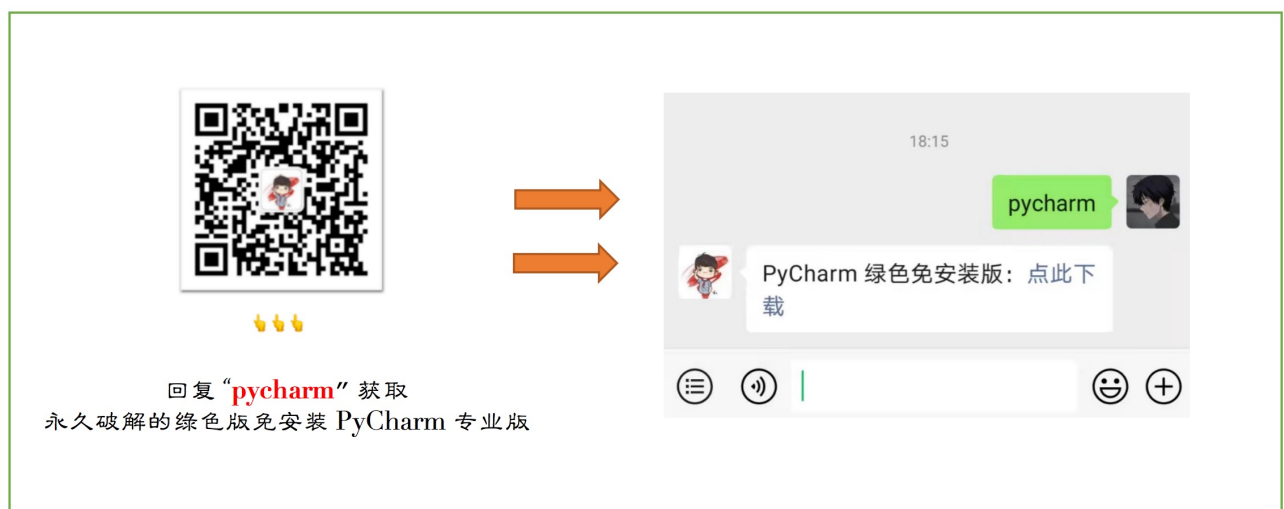 回复 “pycharm” 获取
永久破解的绿色版免安装 PyCharm 专业版
18:15
pycharm
PyCharm 绿色免安装版：点此下
载